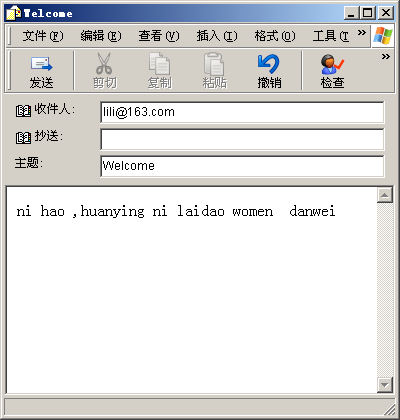 Welcome
文件(F) 编辑(E) 查看(V) 插入(I) 格式(O) 工具(T »
发送 剪切 复制 粘贴 撤销 检查 »
收件人: lili@163.com
抄送:
主题: Welcome
ni hao ,huanying ni laidao women  danwei